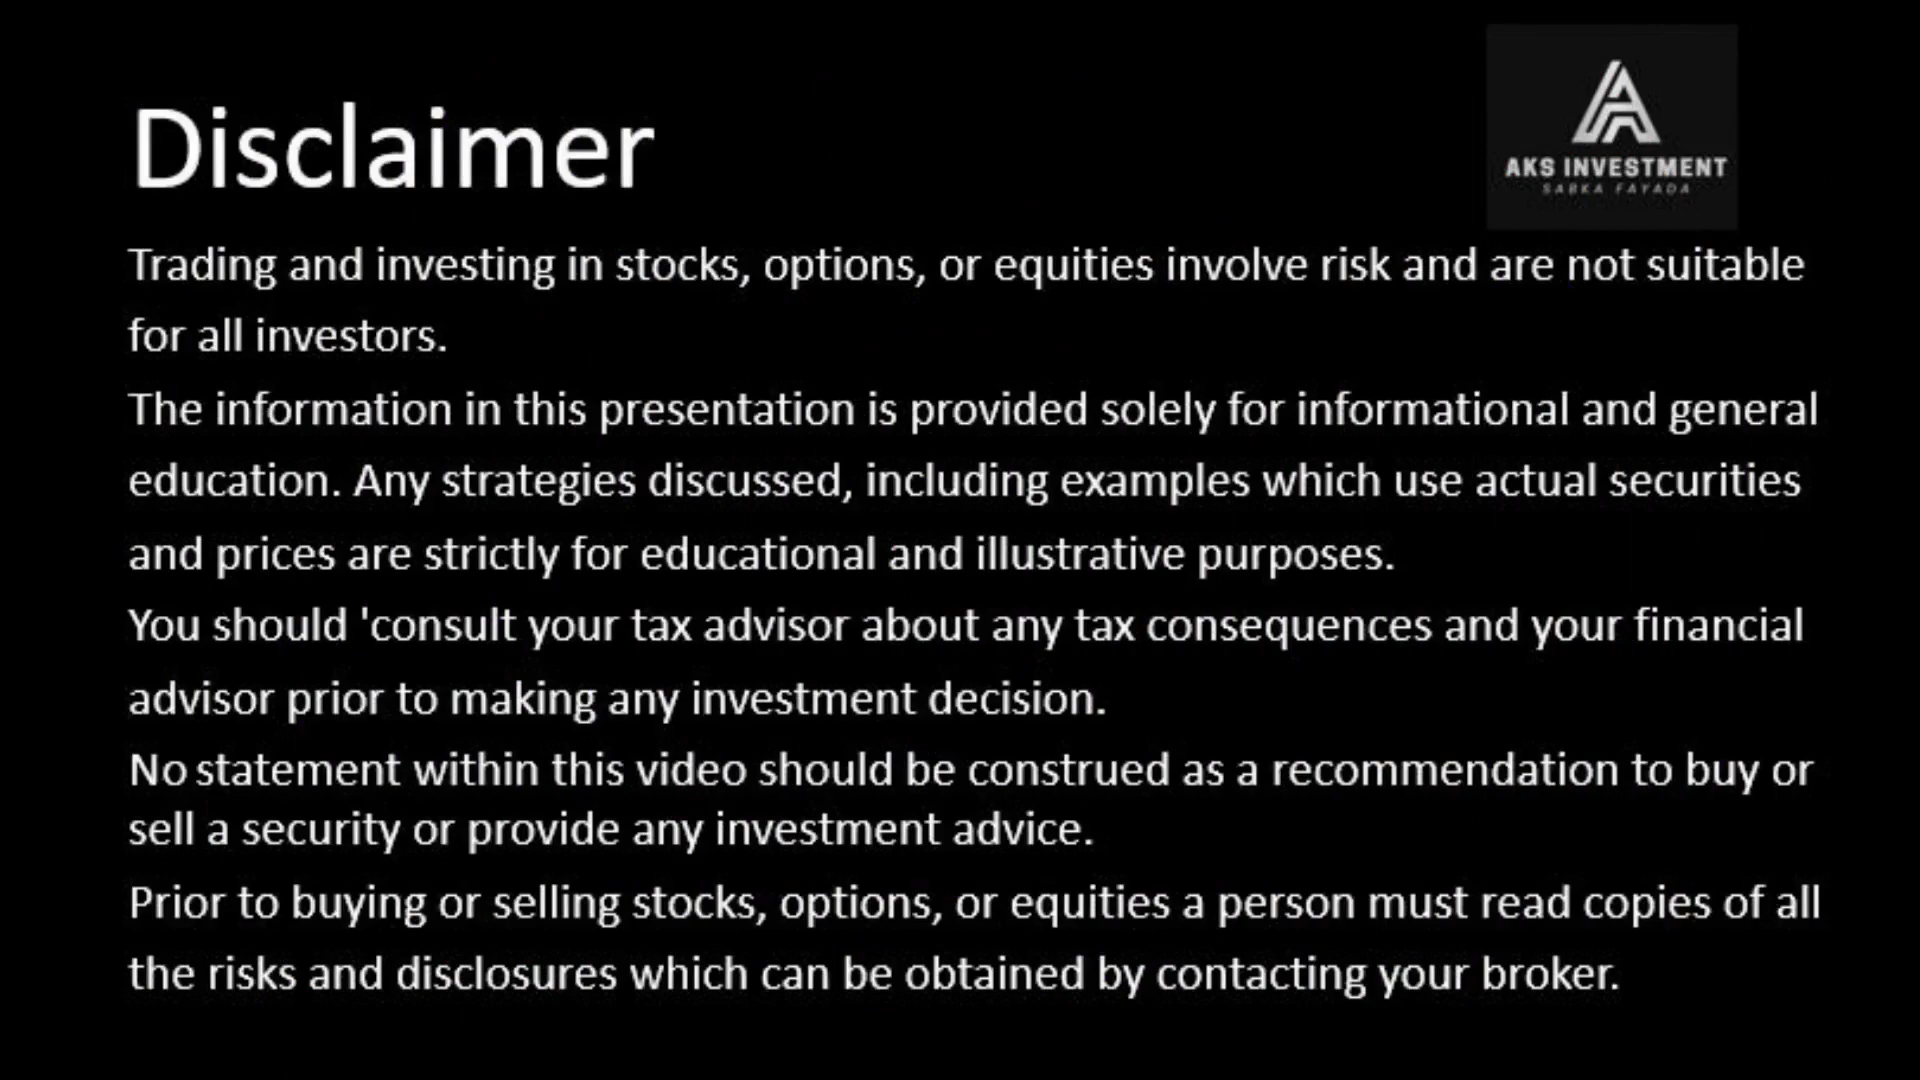 AKS INVESTMENT
SABKA FAYADA
Disclaimer
Trading and investing in stocks, options, or equities involve risk and are not suitable
for all investors.
The information in this presentation is provided solely for informational and general
education. Any strategies discussed, including examples which use actual securities
and prices are strictly for educational and illustrative purposes.
You should 'consult your tax advisor about any tax consequences and your financial
advisor prior to making any investment decision.
No statement within this video should be construed as a recommendation to buy or
sell a security or provide any investment advice.
Prior to buying or selling stocks, options, or equities a person must read copies of all
the risks and disclosures which can be obtained by contacting your broker.